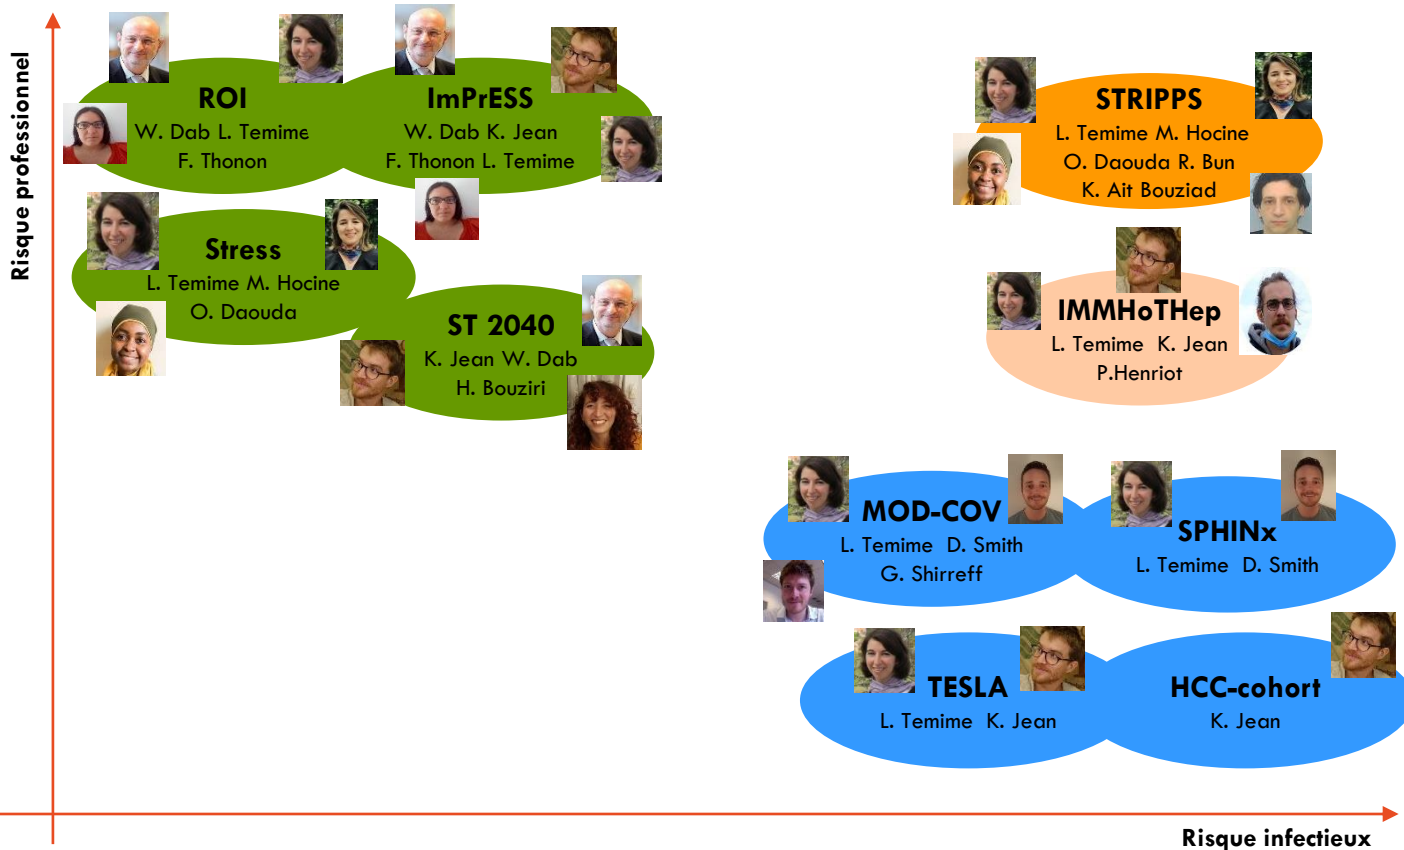 Risque professionnel
ROI
W. Dab L. Temime
F. Thonon
ImPrESS
W. Dab K. Jean
F. Thonon L. Temime
STRIPPS
L. Temime M. Hocine
O. Daouda R. Bun
K. Ait Bouziad
Stress
L. Temime M. Hocine
O. Daouda
ST 2040
K. Jean W. Dab
H. Bouziri
IMMHoTHep
L. Temime K. Jean
P.Henriot
MOD-COV
L. Temime D. Smith
G. Shirreff
SPHINx
L. Temime D. Smith
TESLA
L. Temime K. Jean
HCC-cohort
K. Jean
Risque infectieux